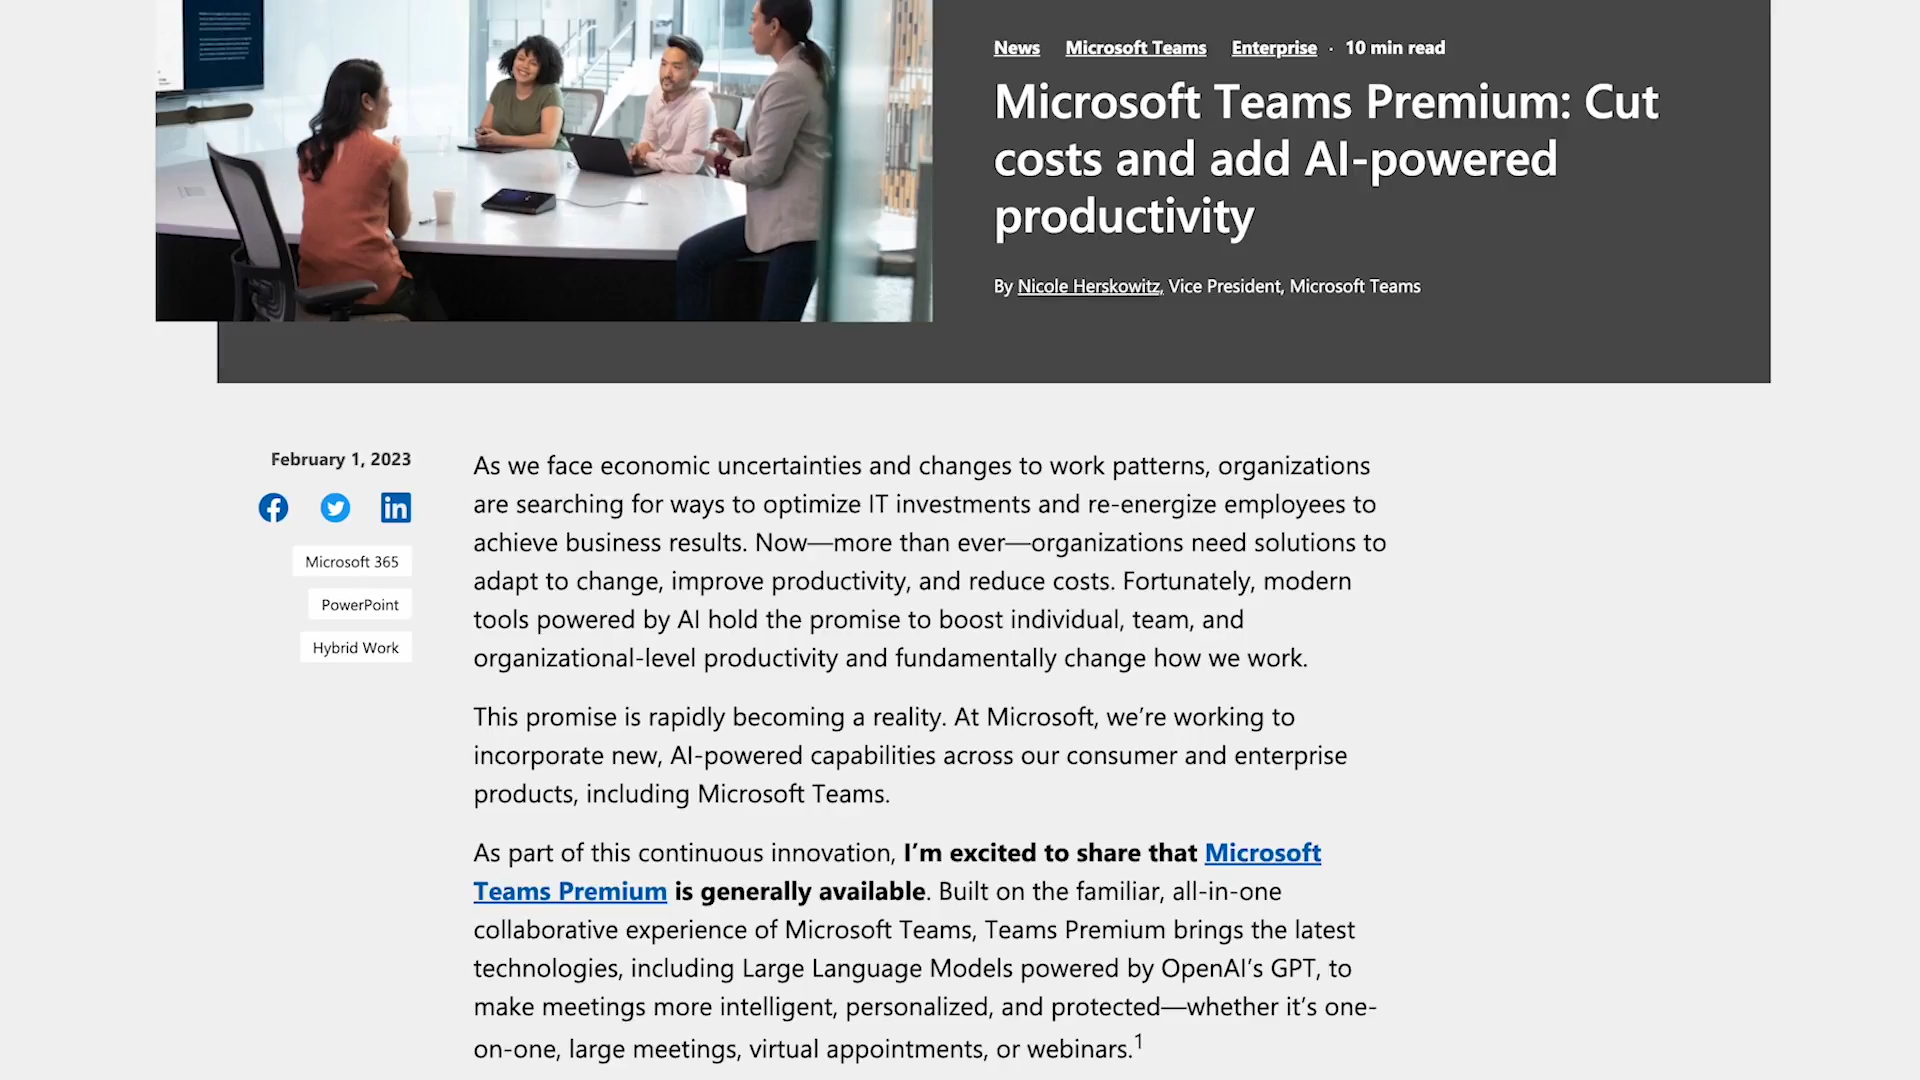 News Microsoft Teams Enterprise · 10 min read
Microsoft Teams Premium: Cut
costs and add AI-powered
productivity
By Nicole Herskowitz, Vice President, Microsoft Teams
February 1, 2023
Microsoft 365
PowerPoint
Hybrid Work
As we face economic uncertainties and changes to work patterns, organizations
are searching for ways to optimize IT investments and re-energize employees to
achieve business results. Now—more than ever—organizations need solutions to
adapt to change, improve productivity, and reduce costs. Fortunately, modern
tools powered by AI hold the promise to boost individual, team, and
organizational-level productivity and fundamentally change how we work.
This promise is rapidly becoming a reality. At Microsoft, we’re working to
incorporate new, AI-powered capabilities across our consumer and enterprise
products, including Microsoft Teams.
As part of this continuous innovation, I’m excited to share that Microsoft
Teams Premium is generally available. Built on the familiar, all-in-one
collaborative experience of Microsoft Teams, Teams Premium brings the latest
technologies, including Large Language Models powered by OpenAI’s GPT, to
make meetings more intelligent, personalized, and protected—whether it’s one-
on-one, large meetings, virtual appointments, or webinars.1